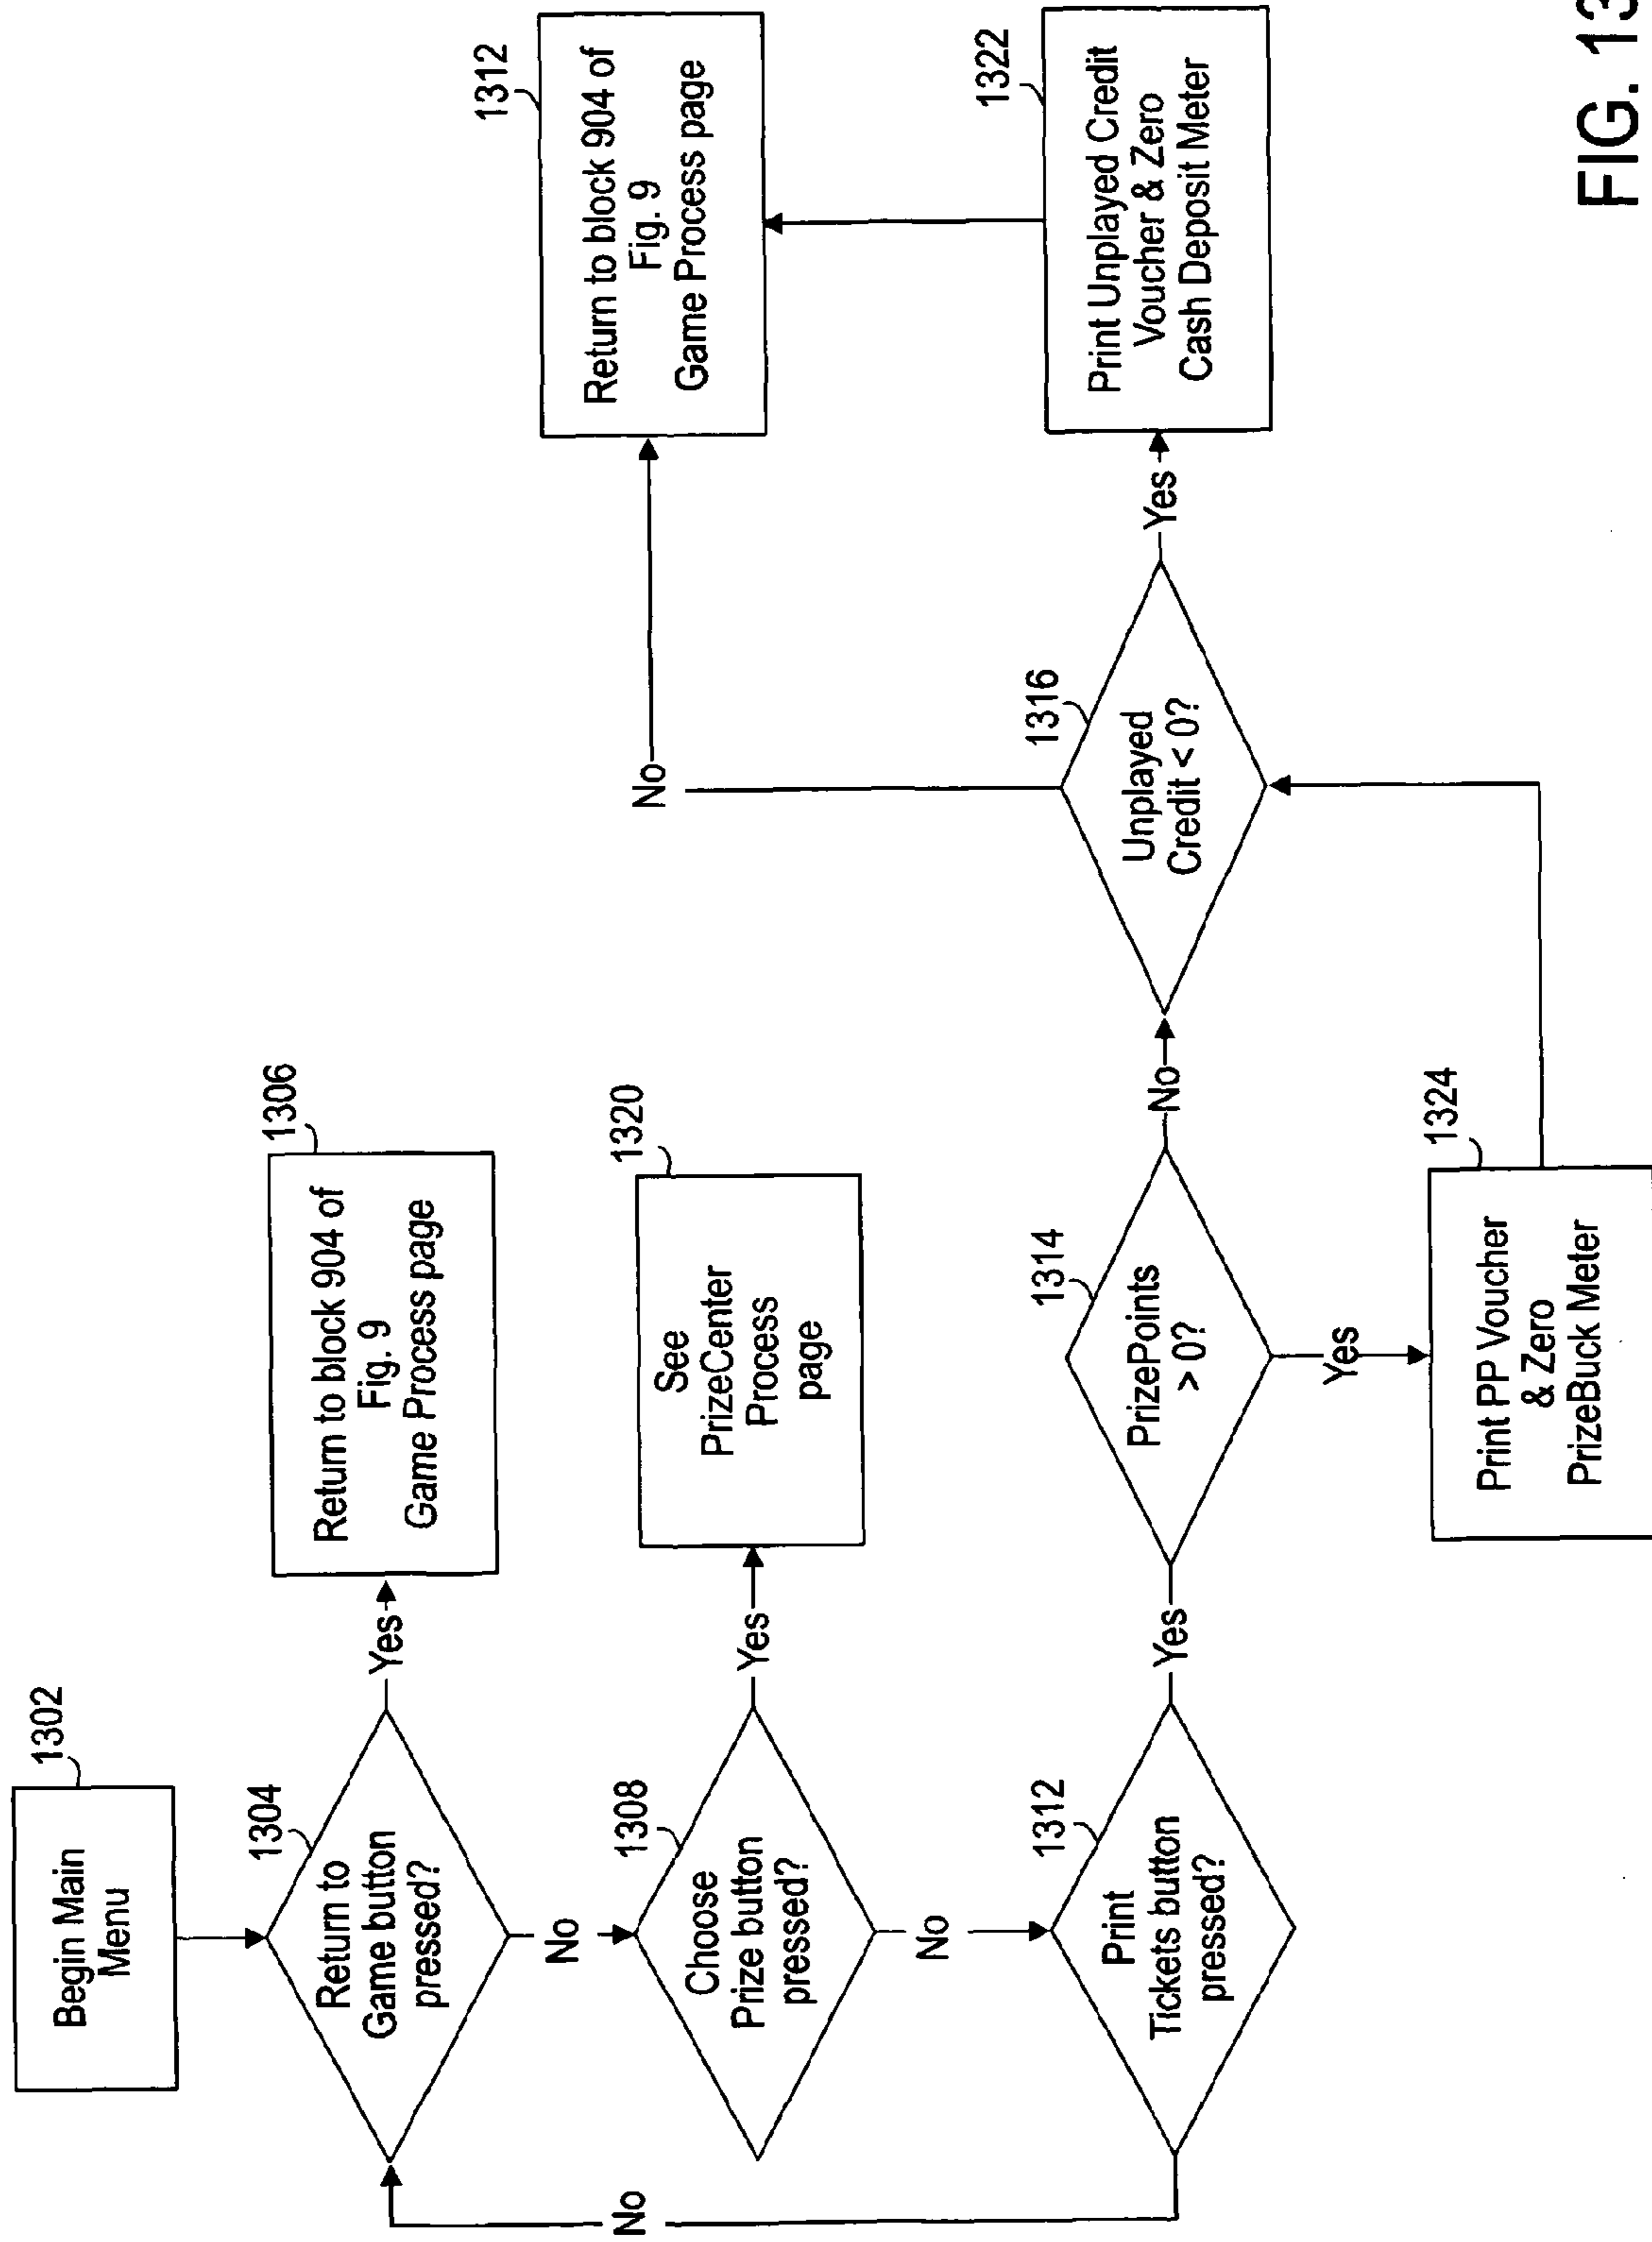 1302
Begin Main
Menu
1304
Return to
Game button
pressed?
Yes
1306
Return to block 904 of
Fig. 9
Game Process page
No
1308
Choose
Prize button
pressed?
Yes
1320
See
PrizeCenter
Process
page
No
1312
Print
Tickets button
pressed?
No
Yes
1314
PrizePoints
> 0?
Yes
1324
Print PP Voucher
& Zero
PrizeBuck Meter
No
1316
Unplayed
Credit < 0?
No
1312
Return to block 904 of
Fig. 9
Game Process page
Yes
1322
Print Unplayed Credit
Voucher & Zero
Cash Deposit Meter
FIG. 13